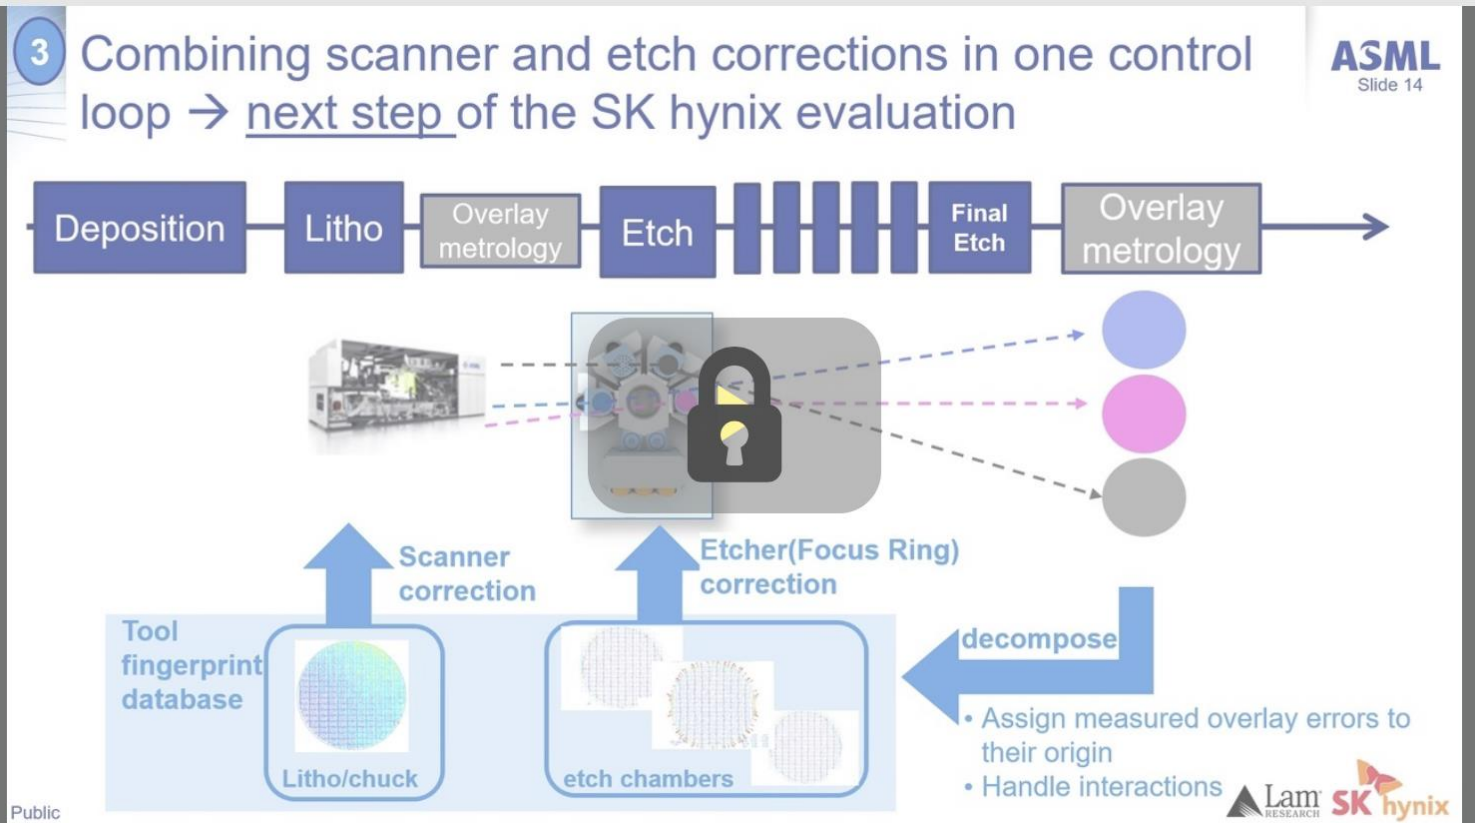 3
Combining scanner and etch corrections in one control
loop → next step of the SK hynix evaluation
ASML
Slide 14
Deposition
Litho
Overlay
metrology
Etch
Final
Etch
Overlay
metrology
ASML
Scanner
correction
Etcher(Focus Ring)
correction
Tool
fingerprint
database
Litho/chuck
etch chambers
decompose
• Assign measured overlay errors to
their origin
• Handle interactions
Lam
RESEARCH
SK hynix
Public